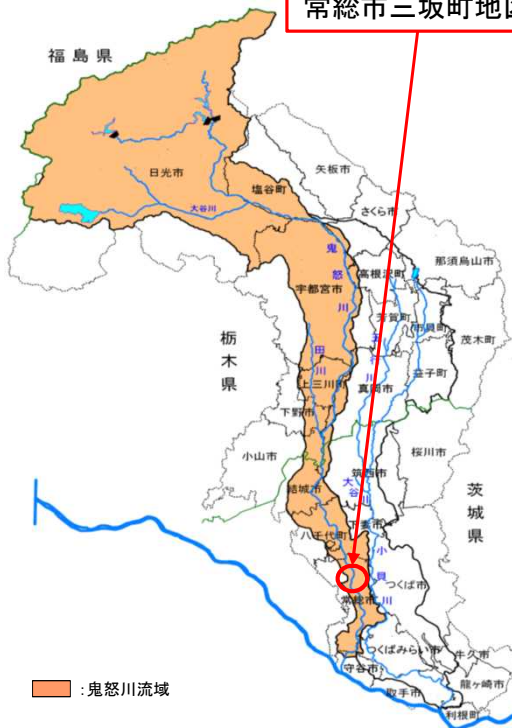 常総市三坂町地区
福島県
日光市
塩谷町
矢板市
大谷川
さくら市
那須烏山市
鬼怒川
高根沢町
宇都宮市
芳賀町
市貝町
茂木町
五行川
栃木県
田川
益子町
真岡市
上三川町
下野市
小山市
桜川市
筑西市
大谷川
結城市
茨城県
下妻市
八千代町
小貝川
つくば市
常総市
つくばみらい市
牛久市
守谷市
龍ヶ崎市
取手市
利根町
:鬼怒川流域